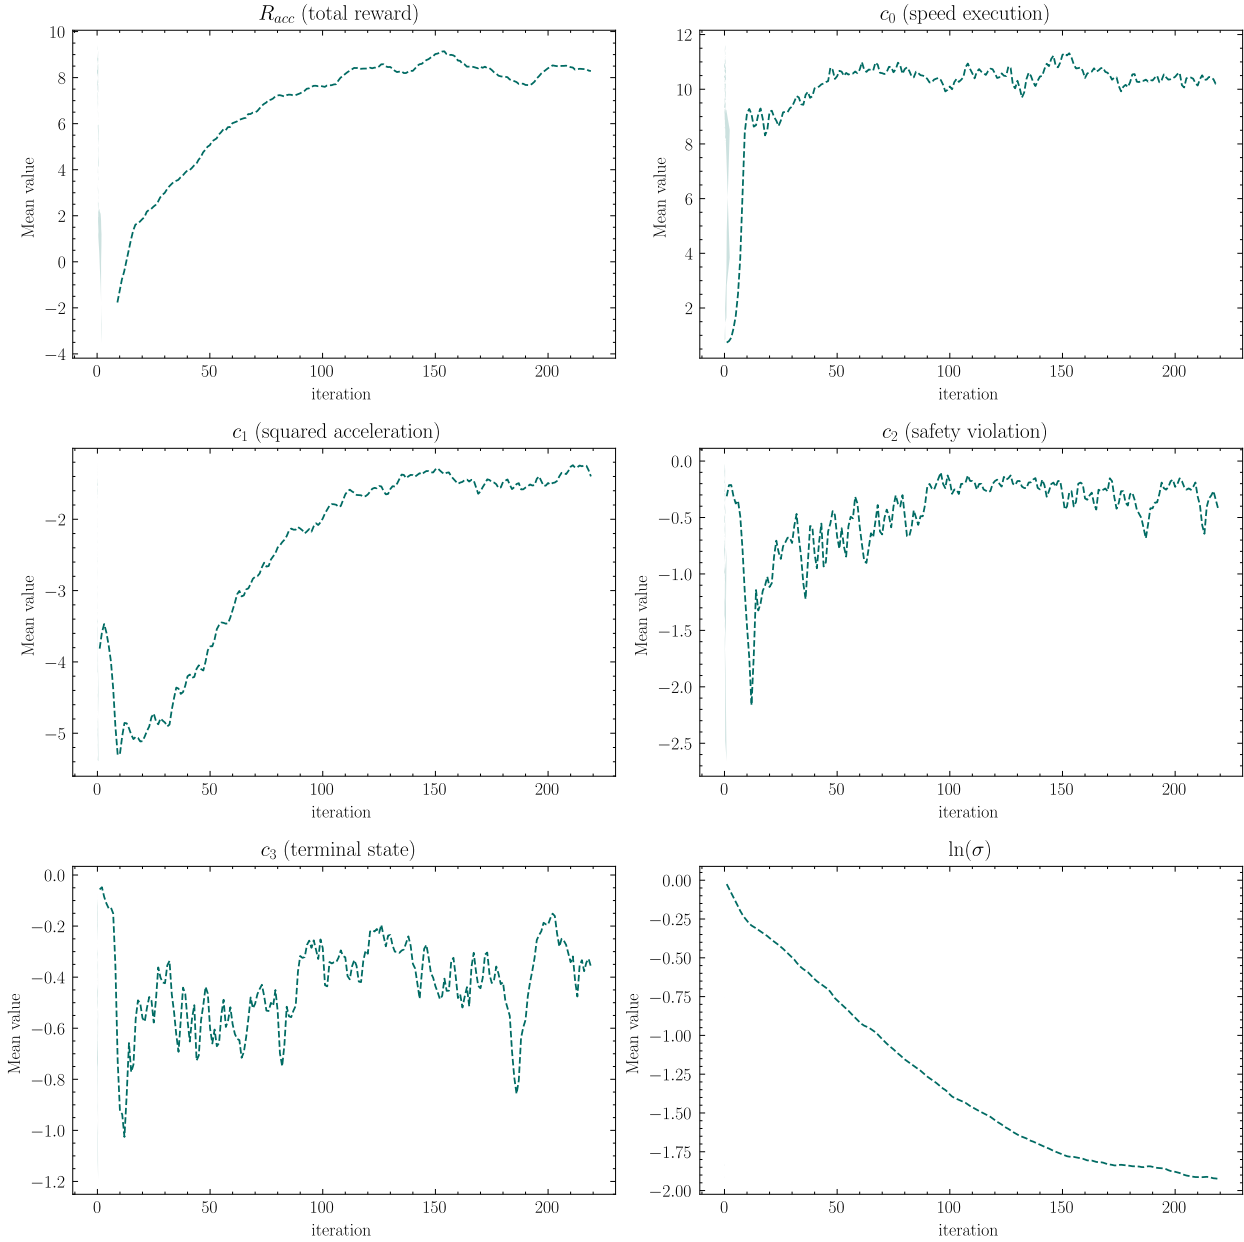 R_acc (total reward)
Mean value
10
8
6
4
2
0
−2
−4
0 50 100 150 200
iteration
c_0 (speed execution)
Mean value
12
10
8
6
4
2
0 50 100 150 200
iteration
c_1 (squared acceleration)
Mean value
−2
−3
−4
−5
0 50 100 150 200
iteration
c_2 (safety violation)
Mean value
0.0
−0.5
−1.0
−1.5
−2.0
−2.5
0 50 100 150 200
iteration
c_3 (terminal state)
Mean value
0.0
−0.2
−0.4
−0.6
−0.8
−1.0
−1.2
0 50 100 150 200
iteration
ln(σ)
Mean value
0.00
−0.25
−0.50
−0.75
−1.00
−1.25
−1.50
−1.75
−2.00
0 50 100 150 200
iteration